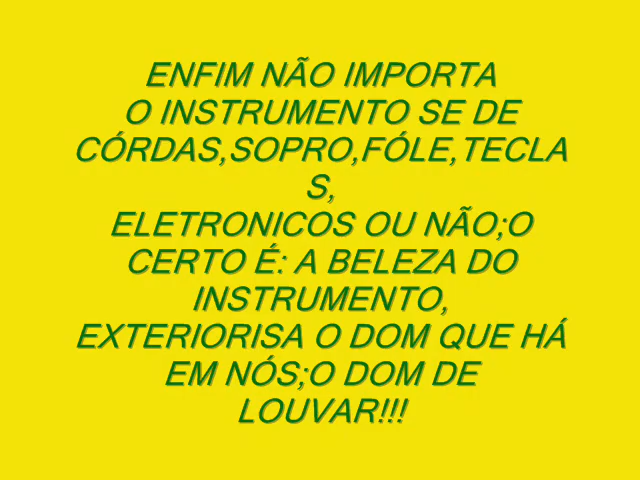 ENFIM NÃO IMPORTA
O INSTRUMENTO SE DE
CÓRDAS,SOPRO,FÓLE,TECLA
S,
ELETRONICOS OU NÃO;O
CERTO É: A BELEZA DO
INSTRUMENTO,
EXTERIORISA O DOM QUE HÁ
EM NÓS;O DOM DE
LOUVAR!!!